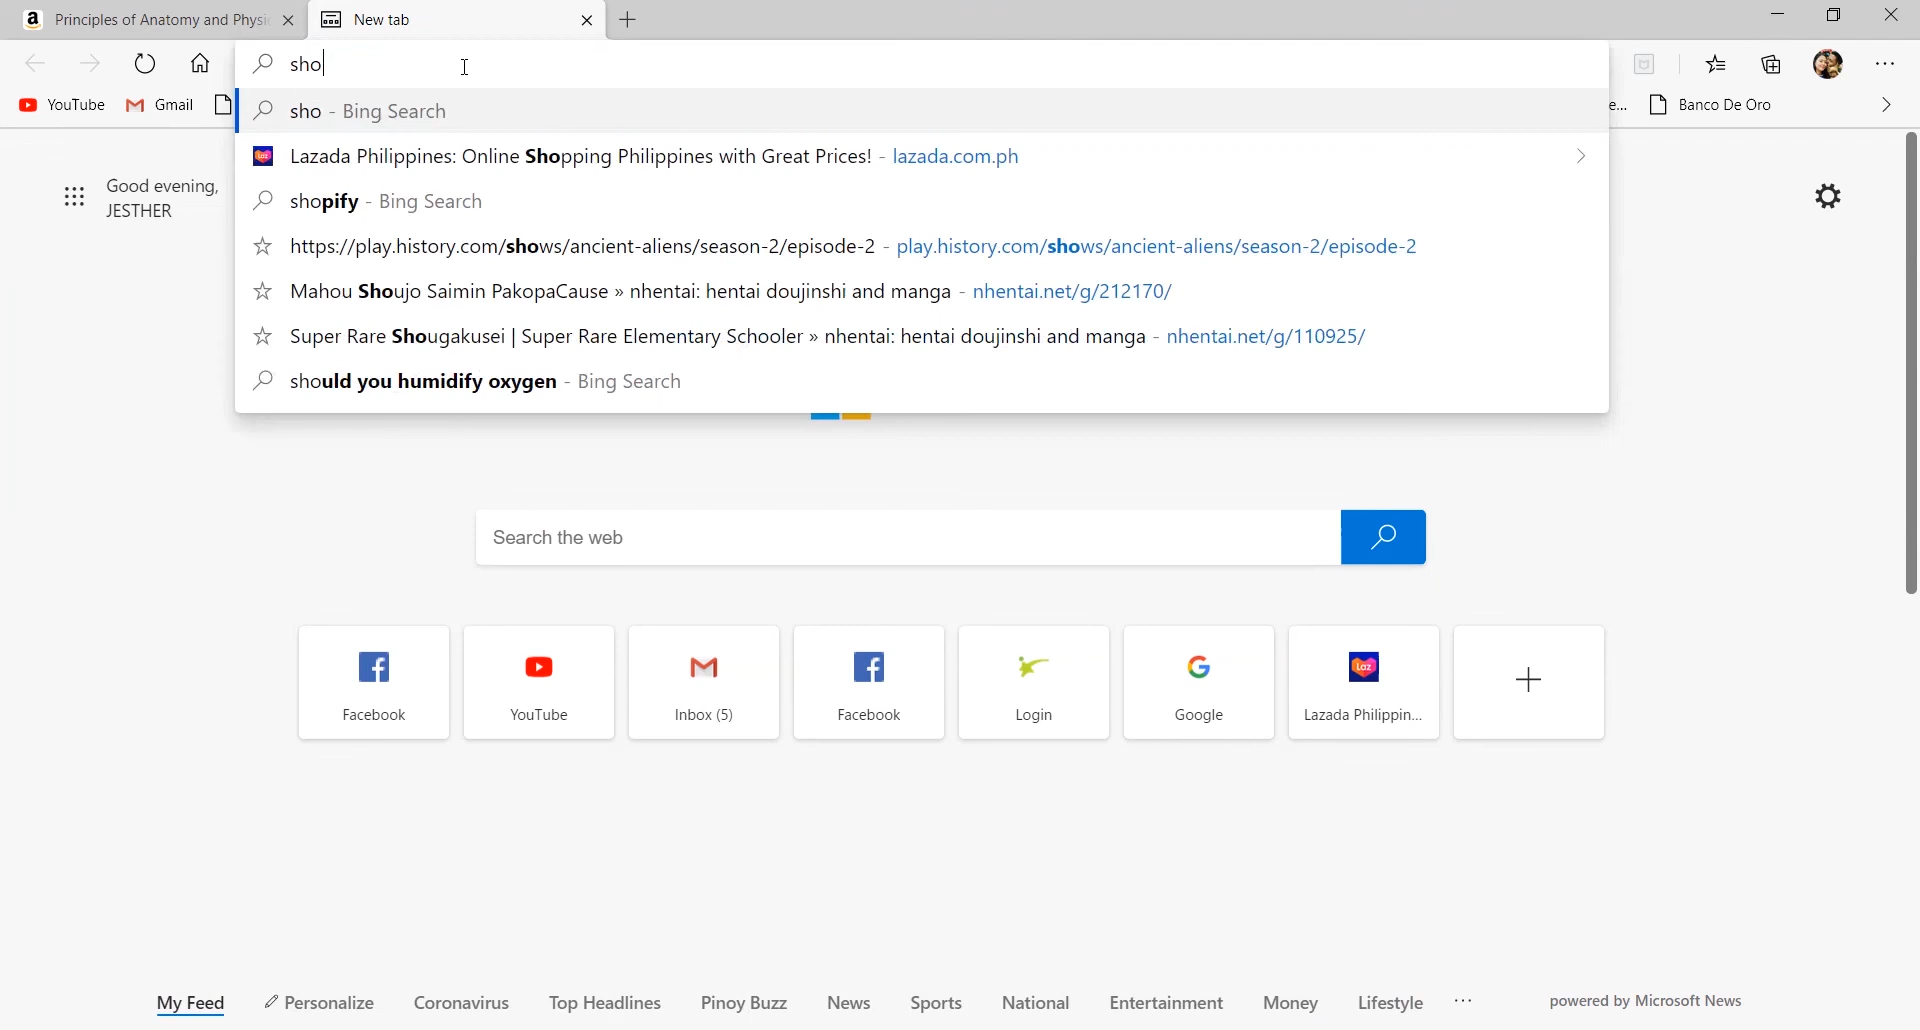 Principles of Anatomy and Physi
New tab
sho
YouTube
Gmail
e...
Banco De Oro
sho - Bing Search
Lazada Philippines: Online Shopping Philippines with Great Prices! - lazada.com.ph
shopify - Bing Search
https://play.history.com/shows/ancient-aliens/season-2/episode-2 - play.history.com/shows/ancient-aliens/season-2/episode-2
Mahou Shoujo Saimin PakopaCause » nhentai: hentai doujinshi and manga - nhentai.net/g/212170/
Super Rare Shougakusei | Super Rare Elementary Schooler » nhentai: hentai doujinshi and manga - nhentai.net/g/110925/
should you humidify oxygen - Bing Search
Good evening,
JESTHER
Search the web
Facebook
YouTube
Inbox (5)
Facebook
Login
Google
Laz
Lazada Philippin...
My Feed
Personalize
Coronavirus
Top Headlines
Pinoy Buzz
News
Sports
National
Entertainment
Money
Lifestyle
...
powered by Microsoft News